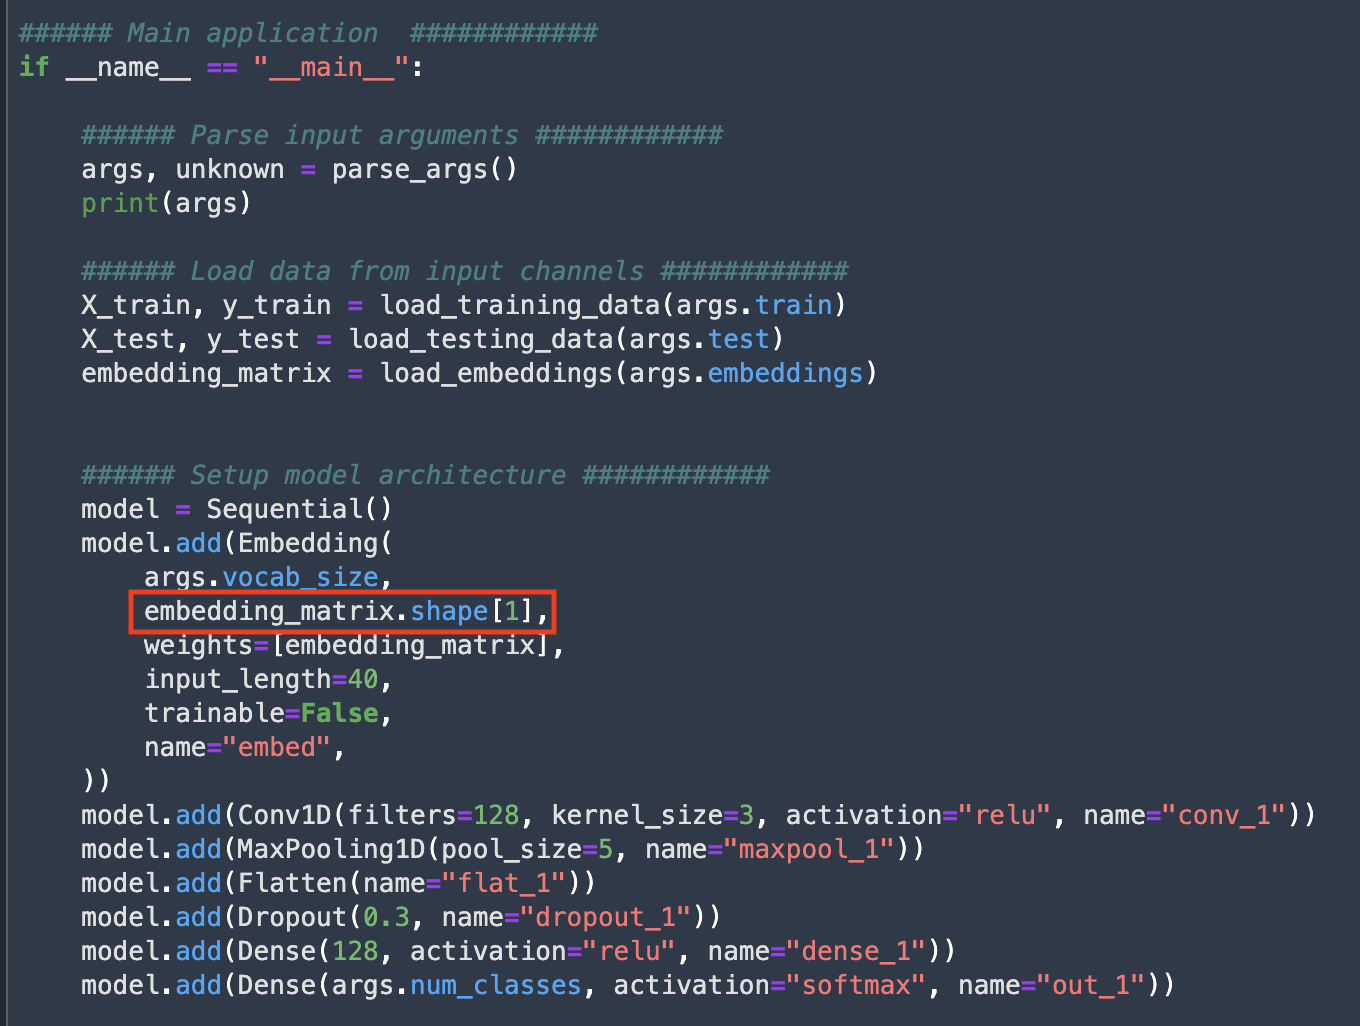 ###### Main application  ############
if __name__ == "__main__":
###### Parse input arguments ############
args, unknown = parse_args()
print(args)
###### Load data from input channels ############
X_train, y_train = load_training_data(args.train)
X_test, y_test = load_testing_data(args.test)
embedding_matrix = load_embeddings(args.embeddings)
###### Setup model architecture ############
model = Sequential()
model.add(Embedding(
args.vocab_size,
embedding_matrix.shape[1],
weights=[embedding_matrix],
input_length=40,
trainable=False,
name="embed",
))
model.add(Conv1D(filters=128, kernel_size=3, activation="relu", name="conv_1"))
model.add(MaxPooling1D(pool_size=5, name="maxpool_1"))
model.add(Flatten(name="flat_1"))
model.add(Dropout(0.3, name="dropout_1"))
model.add(Dense(128, activation="relu", name="dense_1"))
model.add(Dense(args.num_classes, activation="softmax", name="out_1"))